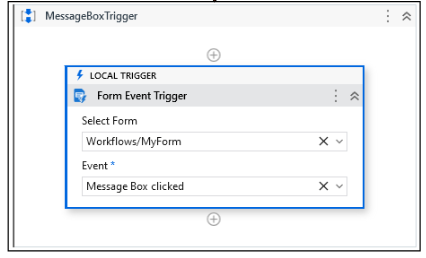 MessageBoxTrigger
LOCAL TRIGGER
Form Event Trigger
Select Form
Workflows/MyForm
Event *
Message Box clicked